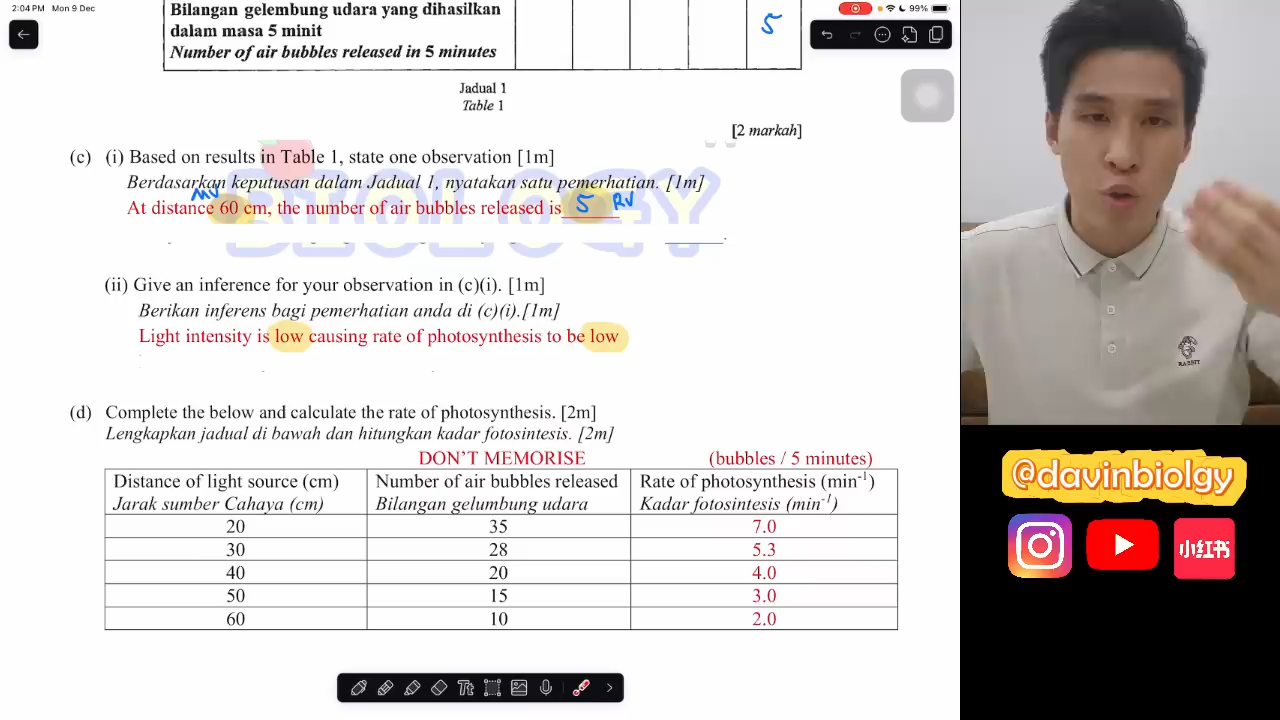 2:04 PM Mon 9 Dec
99%
Bilangan gelembung udara yang dihasilkan
dalam masa 5 minit
Number of air bubbles released in 5 minutes
5
Jadual 1
Table 1
[2 markah]
BIOLOGY
(c) (i) Based on results in Table 1, state one observation [1m]
Berdasarkan keputusan dalam Jadual 1, nyatakan satu pemerhatian. [1m]
MV
At distance 60 cm, the number of air bubbles released is 5 RV
(ii) Give an inference for your observation in (c)(i). [1m]
Berikan inferens bagi pemerhatian anda di (c)(i).[1m]
Light intensity is low causing rate of photosynthesis to be low
(d) Complete the below and calculate the rate of photosynthesis. [2m]
Lengkapkan jadual di bawah dan hitungkan kadar fotosintesis. [2m]
DON'T MEMORISE (bubbles / 5 minutes)
Distance of light source (cm) Number of air bubbles released Rate of photosynthesis (min⁻¹)
Jarak sumber Cahaya (cm) Bilangan gelumbung udara Kadar fotosintesis (min⁻¹)
20 35 7.0
30 28 5.3
40 20 4.0
50 15 3.0
60 10 2.0
Tt
RABBIT
@davinbiolgy
小红书